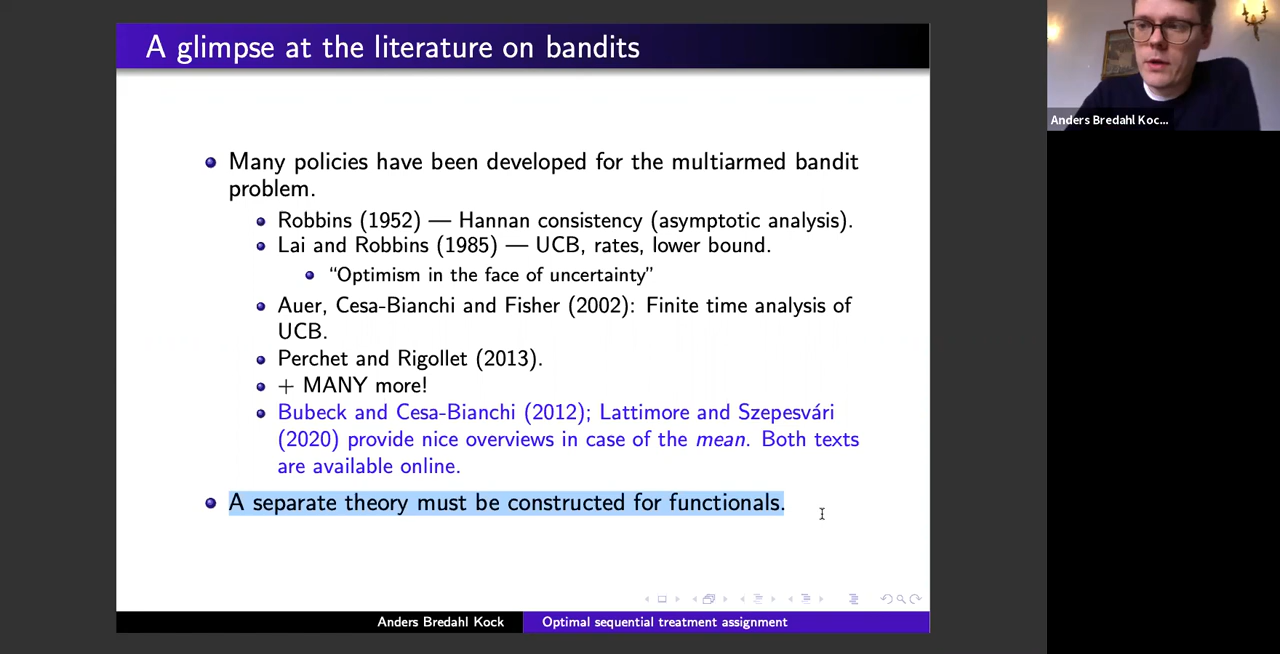 A glimpse at the literature on bandits
Many policies have been developed for the multiarmed bandit
problem.
Robbins (1952) — Hannan consistency (asymptotic analysis).
Lai and Robbins (1985) — UCB, rates, lower bound.
“Optimism in the face of uncertainty”
Auer, Cesa-Bianchi and Fisher (2002): Finite time analysis of
UCB.
Perchet and Rigollet (2013).
+ MANY more!
Bubeck and Cesa-Bianchi (2012); Lattimore and Szepesvári
(2020) provide nice overviews in case of the mean. Both texts
are available online.
A separate theory must be constructed for functionals.
Anders Bredahl Kock
Optimal sequential treatment assignment
Anders Bredahl Koc...